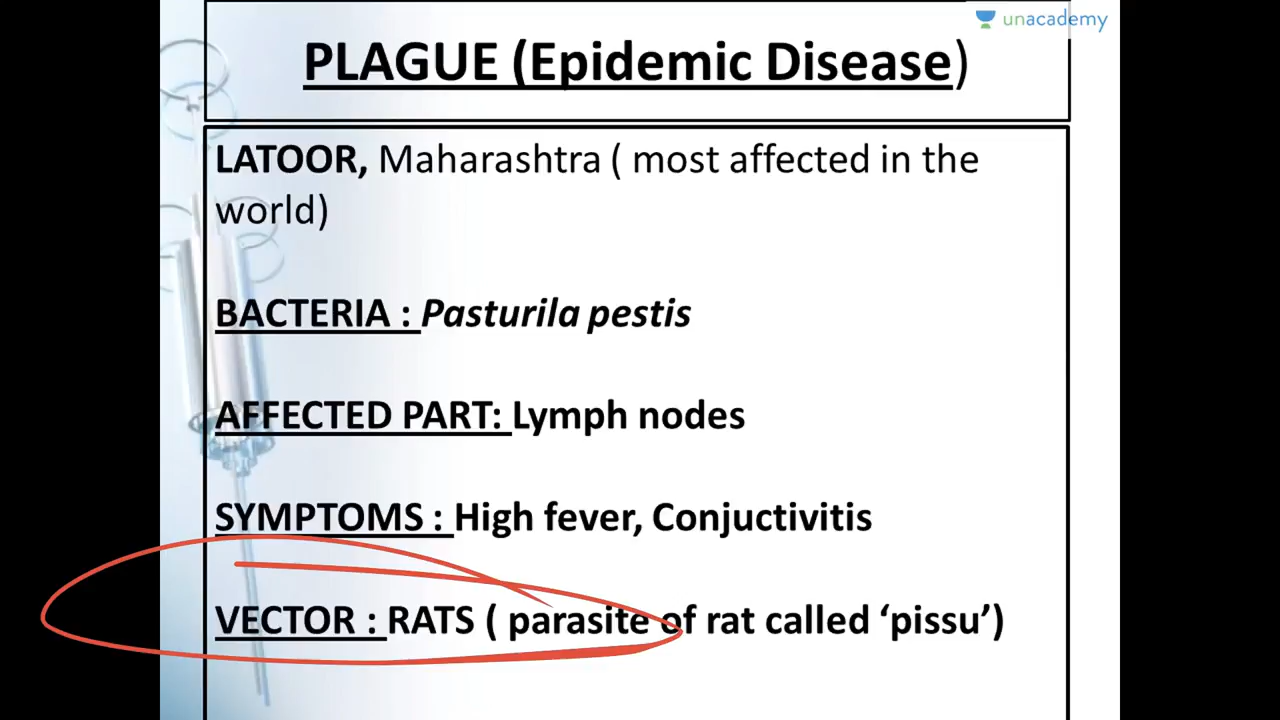 unacademy
PLAGUE (Epidemic Disease)
LATOOR, Maharashtra ( most affected in the
world)
BACTERIA : Pasturila pestis
AFFECTED PART: Lymph nodes
SYMPTOMS : High fever, Conjuctivitis
VECTOR : RATS ( parasite of rat called ‘pissu’)